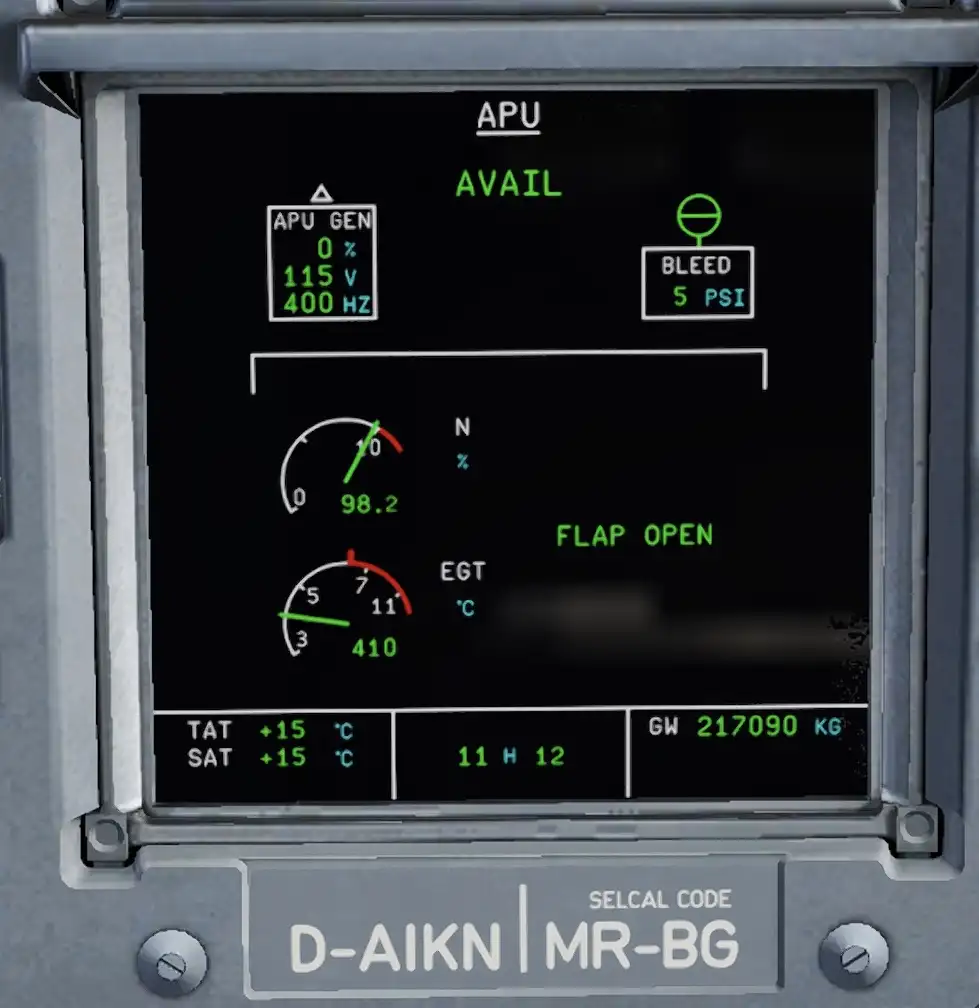 APU
AVAIL
APU GEN
0 %
115 V
400 HZ
BLEED
5 PSI
10
0
98.2
N
%
FLAP OPEN
EGT
°C
5
7
11
3
410
TAT +15 °C
SAT +15 °C
11 H 12
GW 217090 KG
SELCAL CODE
D-AIKN
MR-BG